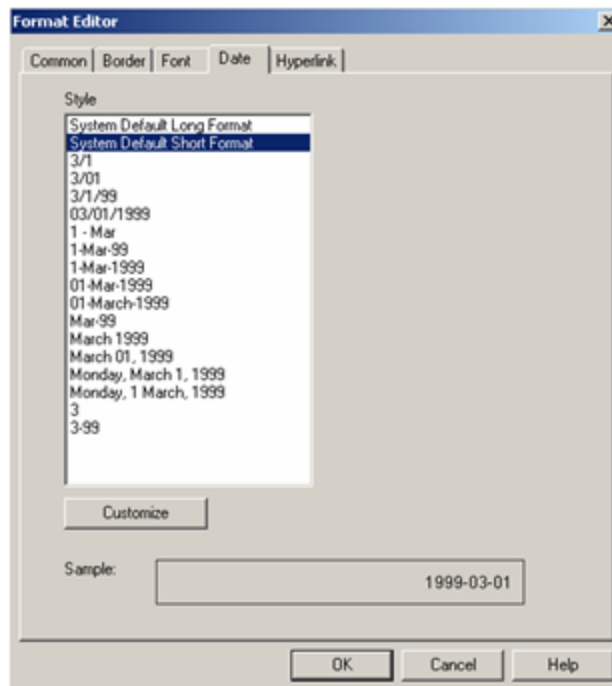 Format Editor
Common Border Font Date Hyperlink
Style
System Default Long Format
System Default Short Format
3/1
3/01
3/1/99
03/01/1999
1 - Mar
1-Mar-99
1-Mar-1999
01-Mar-1999
01-March-1999
Mar-99
March 1999
March 01, 1999
Monday, March 1, 1999
Monday, 1 March, 1999
3
3-99
Customize
Sample: 1999-03-01
OK Cancel Help